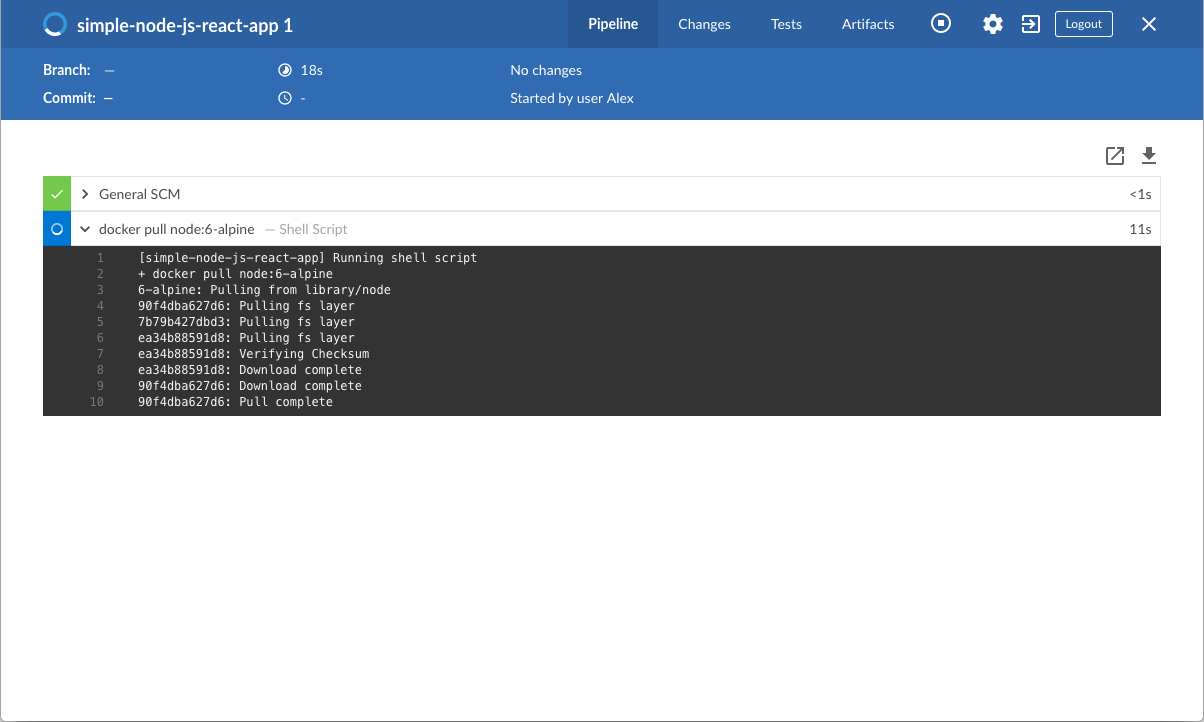 simple-node-js-react-app 1
Pipeline
Changes
Tests
Artifacts
Logout
Branch: —
18s
No changes
Commit: —
-
Started by user Alex
General SCM
<1s
docker pull node:6-alpine — Shell Script
11s
1 [simple-node-js-react-app] Running shell script
2 + docker pull node:6-alpine
3 6-alpine: Pulling from library/node
4 90f4dba627d6: Pulling fs layer
5 7b79b427dbd3: Pulling fs layer
6 ea34b88591d8: Pulling fs layer
7 ea34b88591d8: Verifying Checksum
8 ea34b88591d8: Download complete
9 90f4dba627d6: Download complete
10 90f4dba627d6: Pull complete